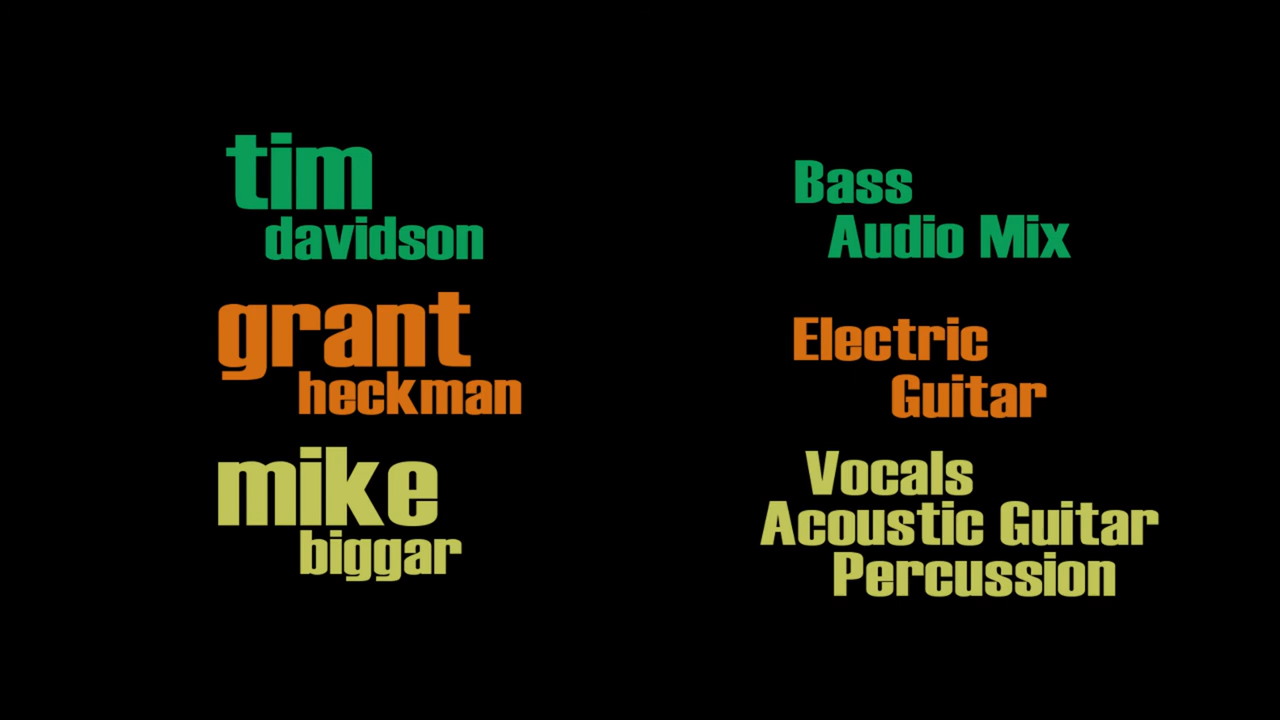 tim
davidson
Bass
Audio Mix
grant
heckman
Electric
Guitar
mike
biggar
Vocals
Acoustic Guitar
Percussion